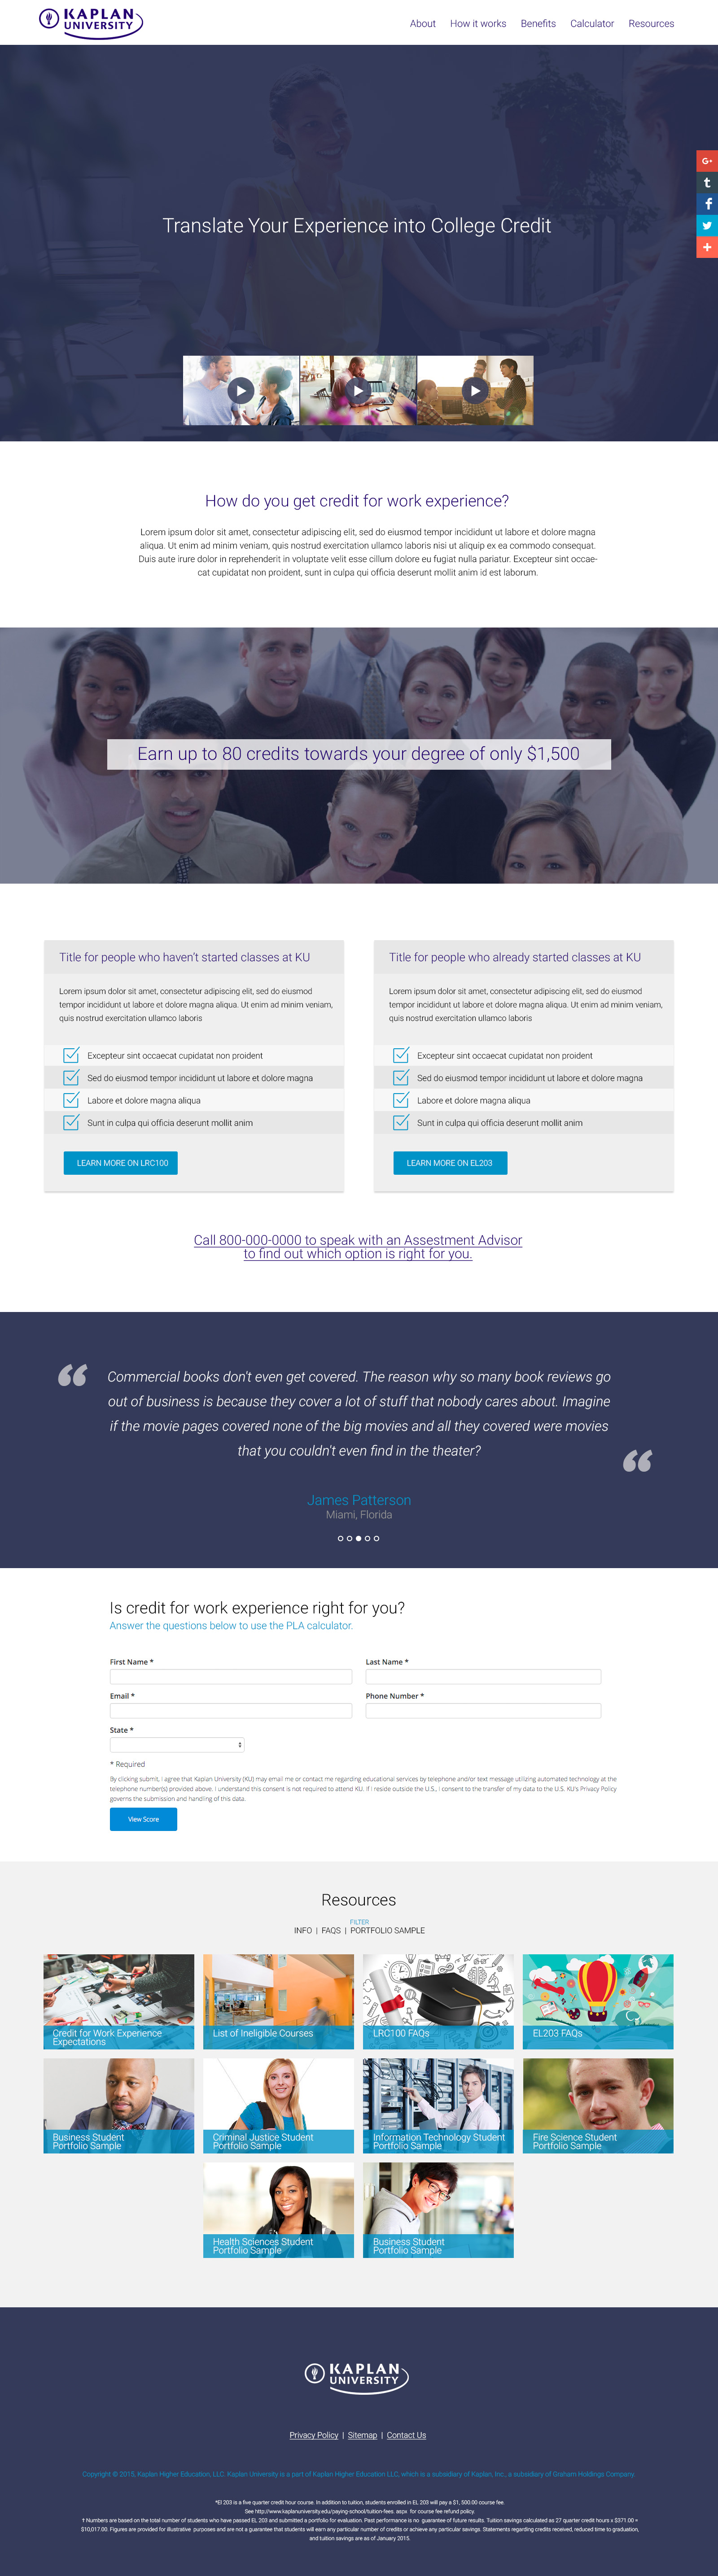 KAPLAN
UNIVERSITY
About How it works Benefits Calculator Resources
Translate Your Experience into College Credit
How do you get credit for work experience?
Lorem ipsum dolor sit amet, consectetur adipiscing elit, sed do eiusmod tempor incididunt ut labore et dolore magna
aliqua. Ut enim ad minim veniam, quis nostrud exercitation ullamco laboris nisi ut aliquip ex ea commodo consequat.
Duis aute irure dolor in reprehenderit in voluptate velit esse cillum dolore eu fugiat nulla pariatur. Excepteur sint occae-
cat cupidatat non proident, sunt in culpa qui officia deserunt mollit anim id est laborum.
Earn up to 80 credits towards your degree of only $1,500
Title for people who haven't started classes at KU
Lorem ipsum dolor sit amet, consectetur adipiscing elit, sed do eiusmod
tempor incididunt ut labore et dolore magna aliqua. Ut enim ad minim veniam,
quis nostrud exercitation ullamco laboris
Excepteur sint occaecat cupidatat non proident
Sed do eiusmod tempor incididunt ut labore et dolore magna
Labore et dolore magna aliqua
Sunt in culpa qui officia deserunt mollit anim
LEARN MORE ON LRC100
Title for people who already started classes at KU
Lorem ipsum dolor sit amet, consectetur adipiscing elit, sed do eiusmod
tempor incididunt ut labore et dolore magna aliqua. Ut enim ad minim veniam,
quis nostrud exercitation ullamco laboris
Excepteur sint occaecat cupidatat non proident
Sed do eiusmod tempor incididunt ut labore et dolore magna
Labore et dolore magna aliqua
Sunt in culpa qui officia deserunt mollit anim
LEARN MORE ON EL203
Call 800-000-0000 to speak with an Assestment Advisor
to find out which option is right for you.
Commercial books don't even get covered. The reason why so many book reviews go
out of business is because they cover a lot of stuff that nobody cares about. Imagine
if the movie pages covered none of the big movies and all they covered were movies
that you couldn't even find in the theater?
James Patterson
Miami, Florida
Is credit for work experience right for you?
Answer the questions below to use the PLA calculator.
First Name * Last Name *
Email * Phone Number *
State *
* Required
By clicking submit, I agree that Kaplan University (KU) may email me or contact me regarding educational services by telephone and/or text message utilizing automated technology at the
telephone number(s) provided above. I understand this consent is not required to attend KU. If I reside outside the U.S., I consent to the transfer of my data to the U.S. KU's Privacy Policy
governs the submission and handling of this data.
View Score
Resources
FILTER
INFO | FAQS | PORTFOLIO SAMPLE
Credit for Work Experience
Expectations
List of Ineligible Courses
LRC100 FAQs
EL203 FAQs
Business Student
Portfolio Sample
Criminal Justice Student
Portfolio Sample
Information Technology Student
Portfolio Sample
Fire Science Student
Portfolio Sample
Health Sciences Student
Portfolio Sample
Business Student
Portfolio Sample
KAPLAN
UNIVERSITY
Privacy Policy | Sitemap | Contact Us
Copyright © 2015, Kaplan Higher Education, LLC. Kaplan University is a part of Kaplan Higher Education LLC, which is a subsidiary of Kaplan, Inc., a subsidiary of Graham Holdings Company.
*El 203 is a five quarter credit hour course. In addition to tuition, students enrolled in EL 203 will pay a $1, 500.00 course fee
See http://www.kaplanuniversity.edu/paying-school/tuition-fees. aspx for course fee refund policy.
† Numbers are based on the total number of students who have passed EL 203 and submitted a portfolio for evaluation. Past performance is no guarantee of future results. Tuition savings calculated as 27 quarter credit hours x $371.00 =
$10,017.00. Figures are provided for illustrative purposes and are not a guarantee that students will earn any particular number of credits or achieve any particular savings. Statements regarding credits received, reduced time to graduation,
and tuition savings are as of January 2015.